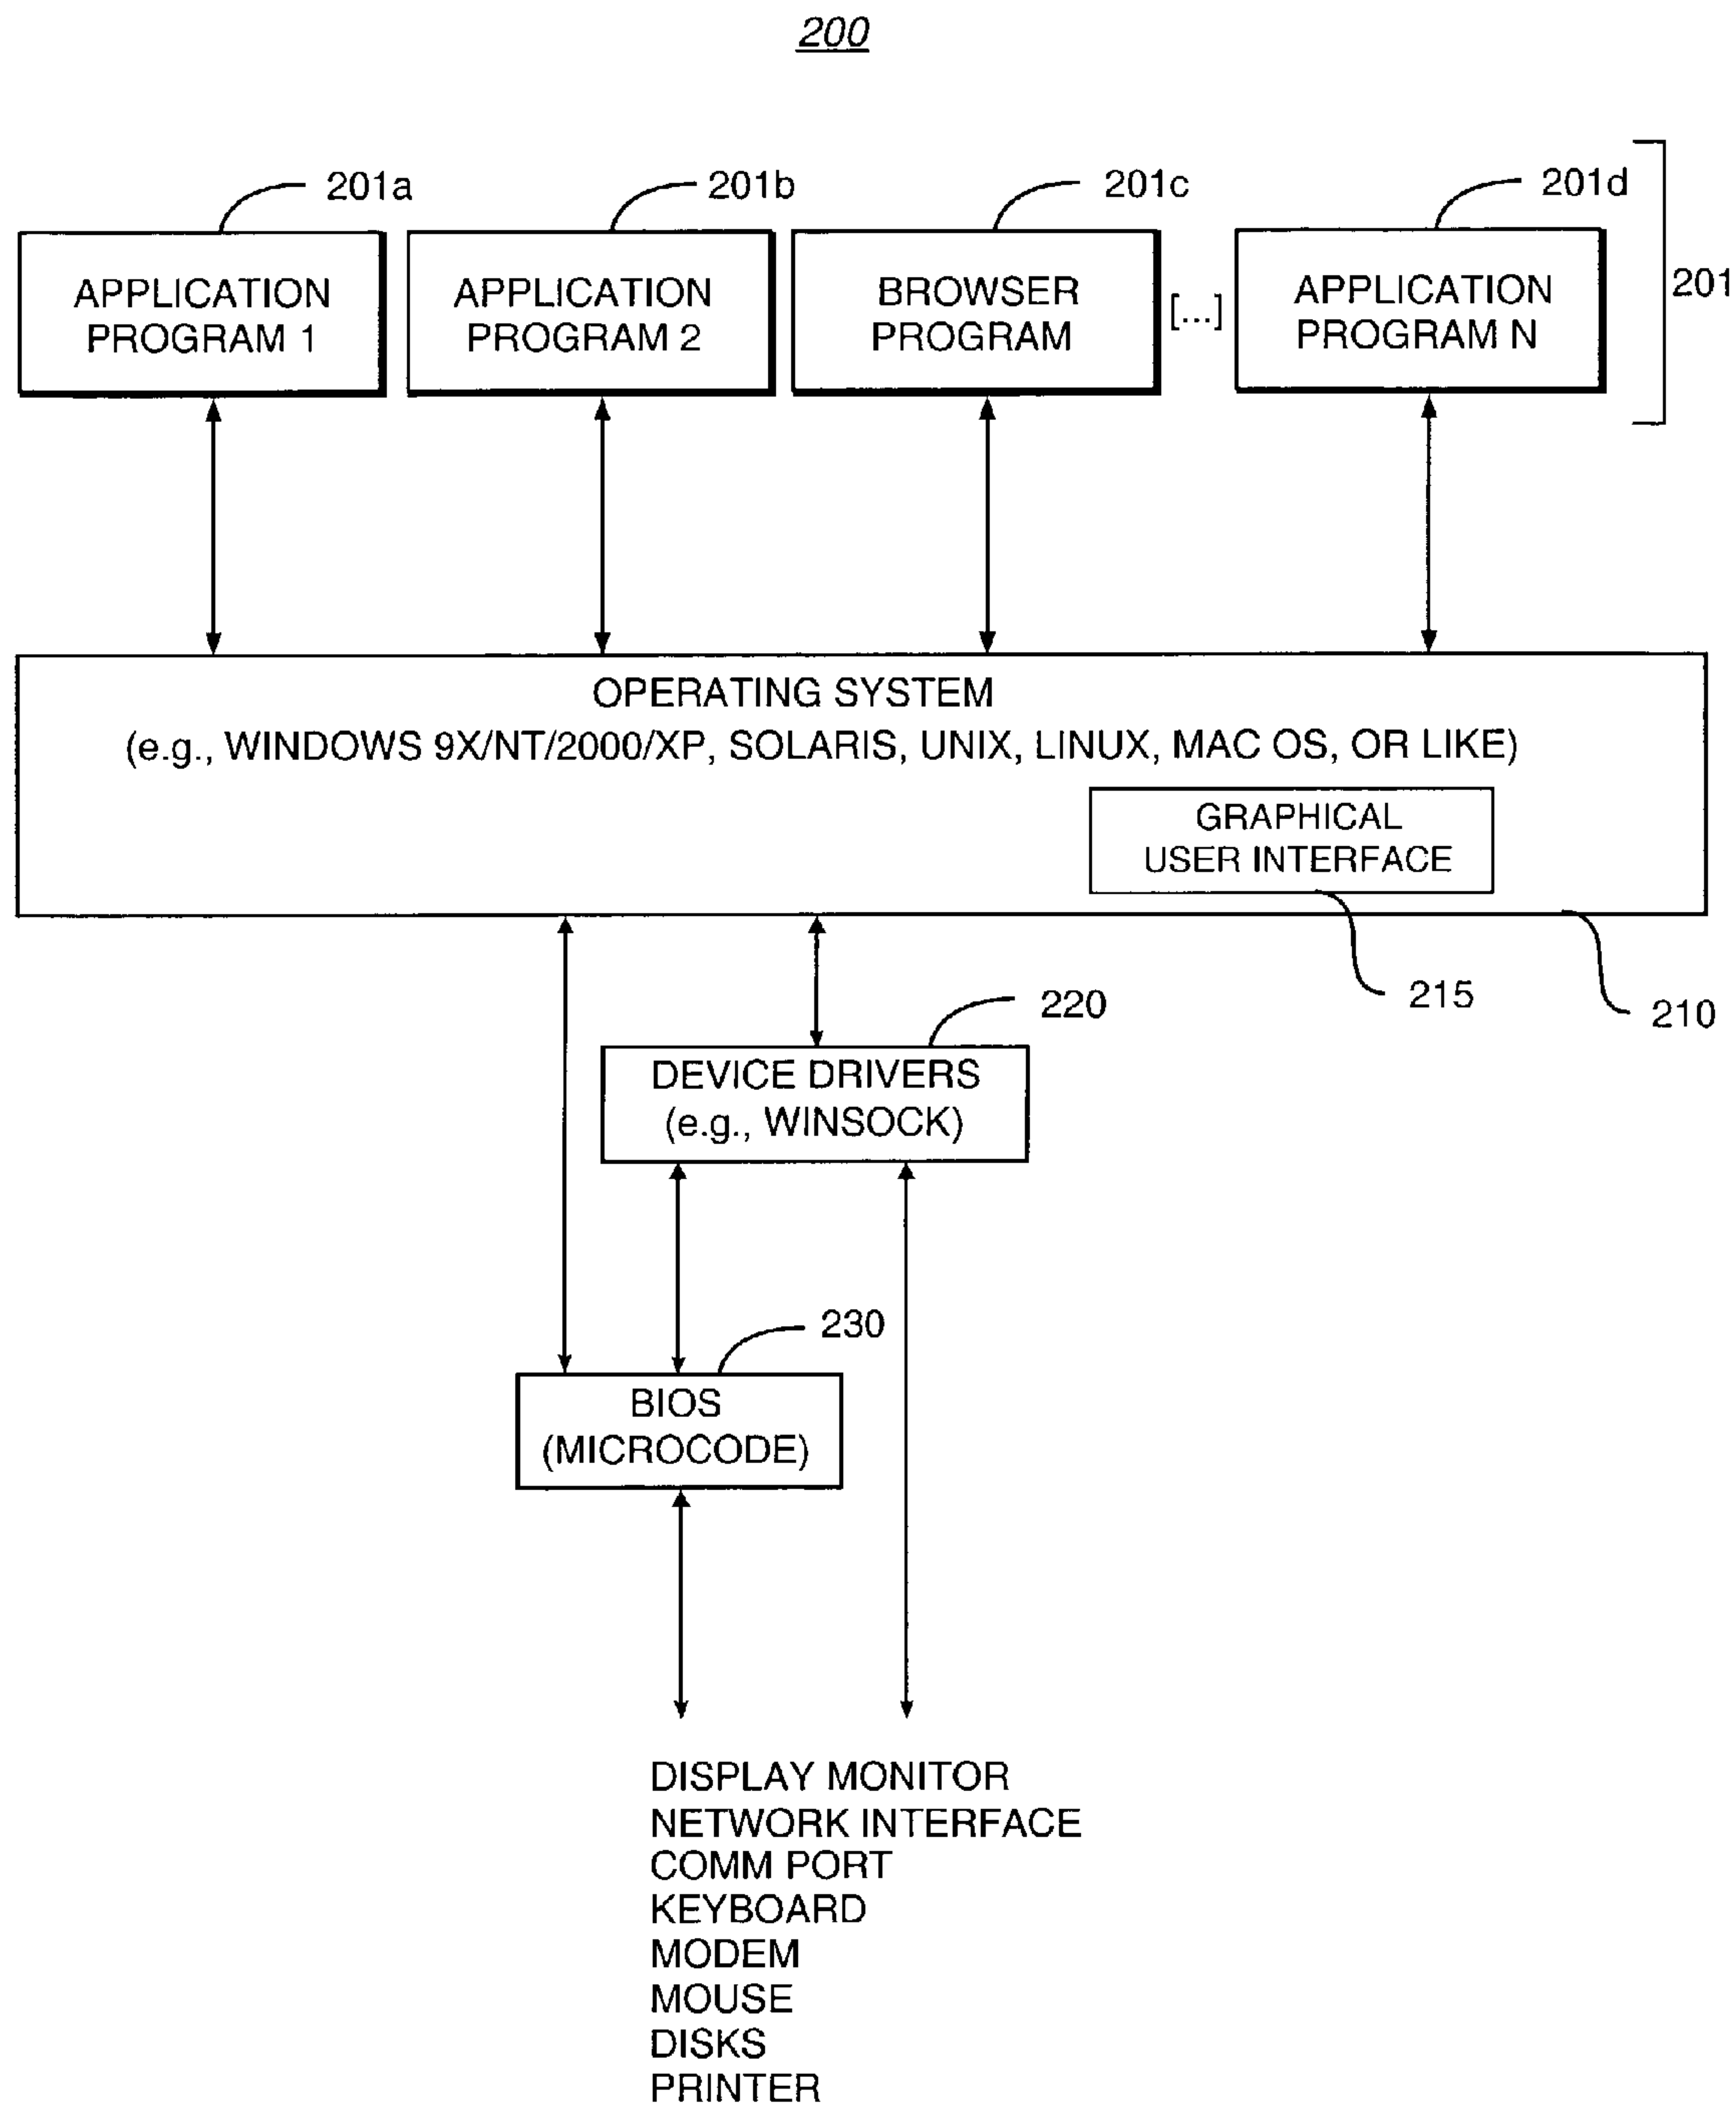 200
201a
201b
201c
201d
APPLICATION
PROGRAM 1
APPLICATION
PROGRAM 2
BROWSER
PROGRAM
[...]
APPLICATION
PROGRAM N
201
OPERATING SYSTEM
(e.g., WINDOWS 9X/NT/2000/XP, SOLARIS, UNIX, LINUX, MAC OS, OR LIKE)
GRAPHICAL
USER INTERFACE
215
210
220
DEVICE DRIVERS
(e.g., WINSOCK)
230
BIOS
(MICROCODE)
DISPLAY MONITOR
NETWORK INTERFACE
COMM PORT
KEYBOARD
MODEM
MOUSE
DISKS
PRINTER